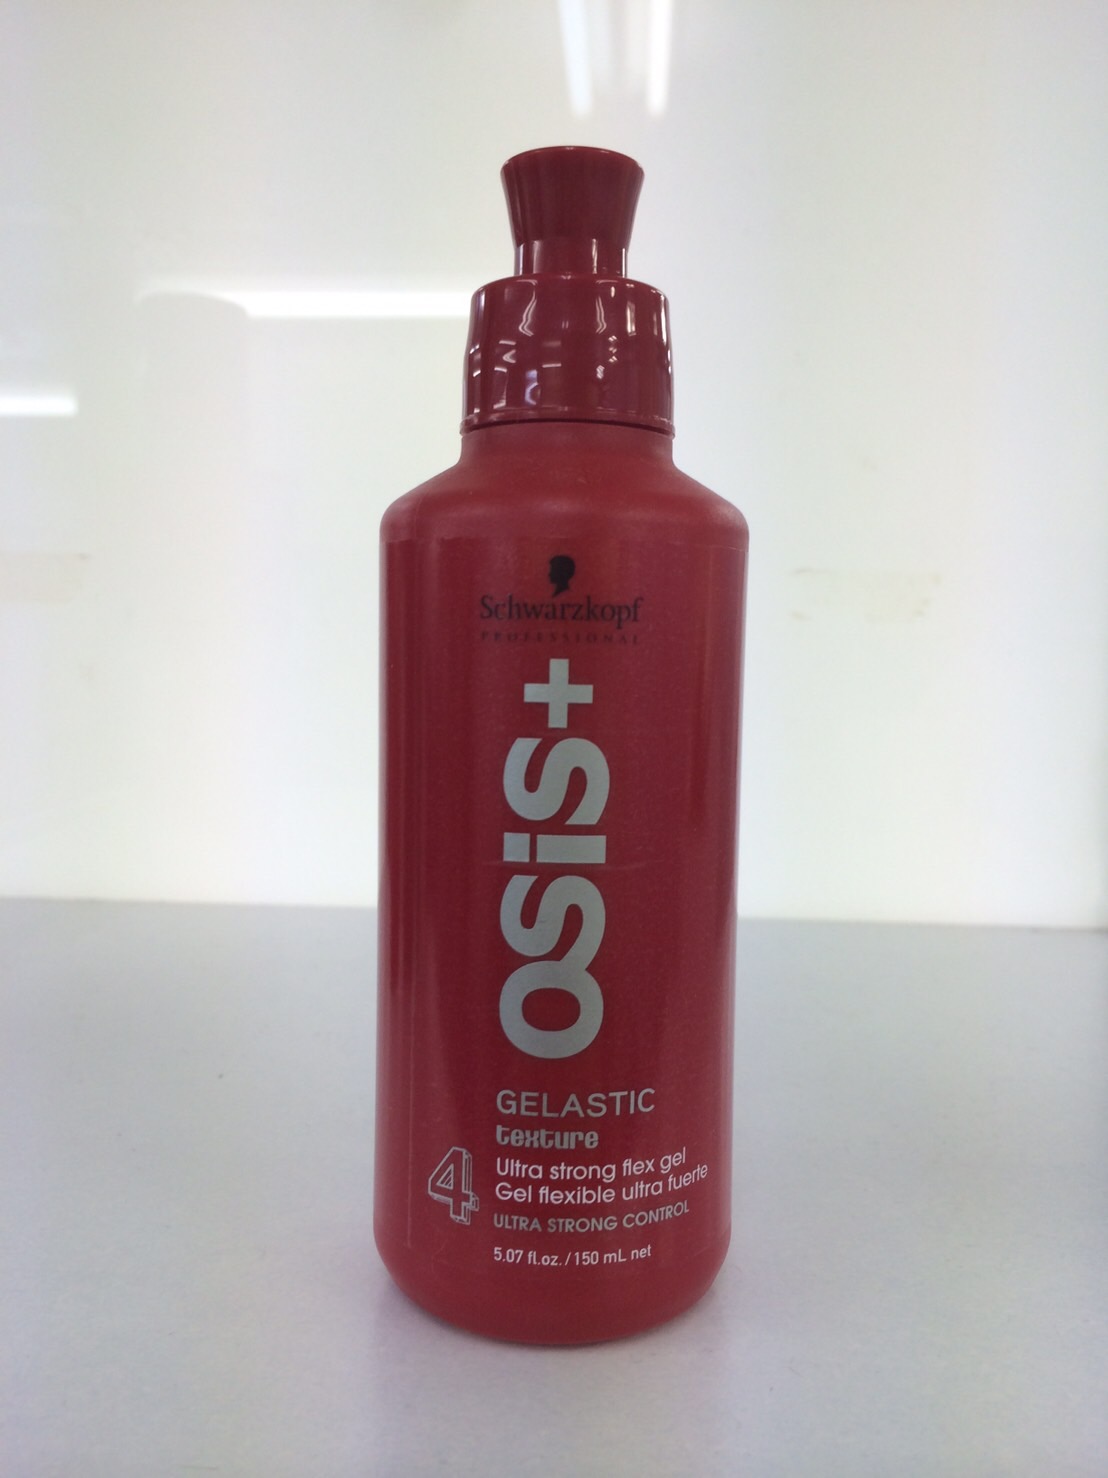 Schwarzkopf
PROFESSIONAL
osis+
GELASTIC
texture
4
Ultra strong flex gel
Gel flexible ultra fuerte
ULTRA STRONG CONTROL
5.07 fl.oz./150 mL net